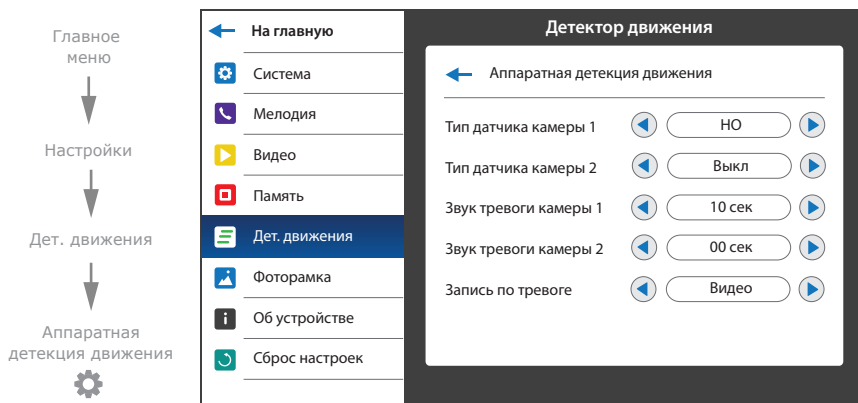 Главное
меню
Настройки
Дет. движения
Аппаратная
детекция движения
На главную
Система
Мелодия
Видео
Память
Дет. движения
Фоторамка
Об устройстве
Сброс настроек
Детектор движения
Аппаратная детекция движения
Тип датчика камеры 1 НО
Тип датчика камеры 2 Выкл
Звук тревоги камеры 1 10 сек
Звук тревоги камеры 2 00 сек
Запись по тревоге Видео